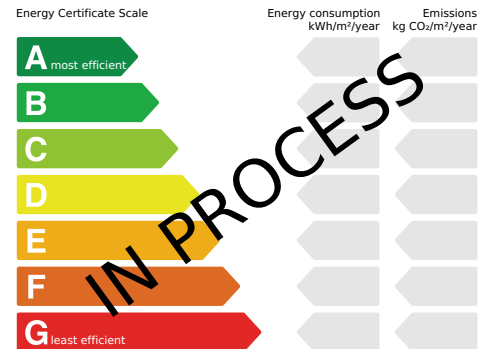 Energy Certificate Scale
Energy consumption
kWh/m²/year
Emissions
kg CO₂/m²/year
A most efficient
B
C
D
E
F
G least efficient
IN PROCESS